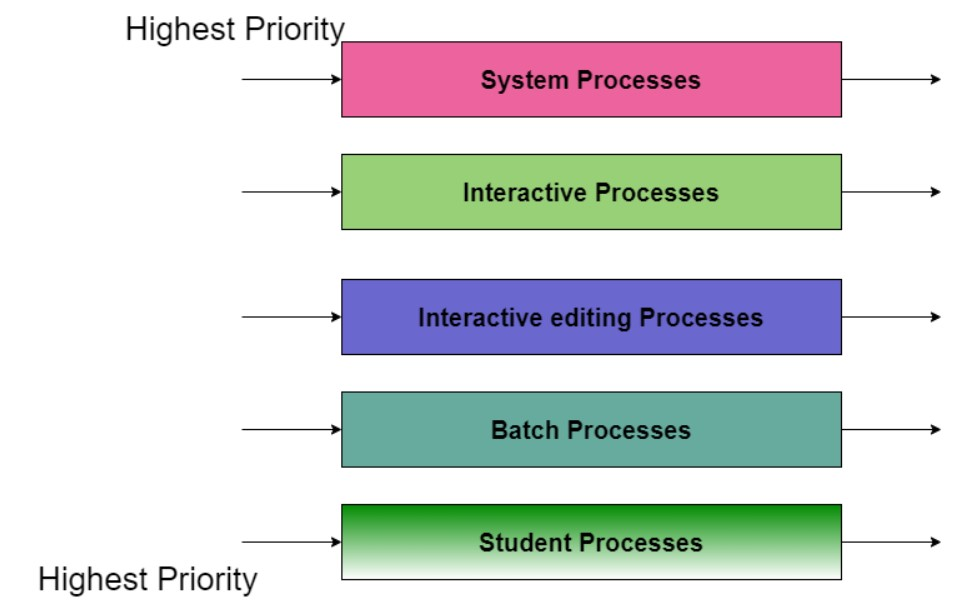 Highest Priority
System Processes
Interactive Processes
Interactive editing Processes
Batch Processes
Student Processes
Highest Priority